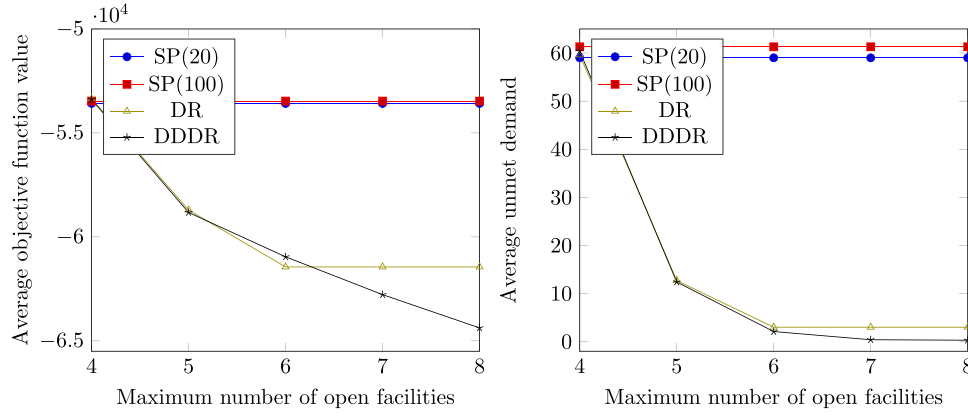 ·10⁴
−5
−5.5
−6
−6.5
Average objective function value
SP(20)
SP(100)
DR
DDDR
4 5 6 7 8
Maximum number of open facilities
60
50
40
30
20
10
0
Average unmet demand
SP(20)
SP(100)
DR
DDDR
4 5 6 7 8
Maximum number of open facilities